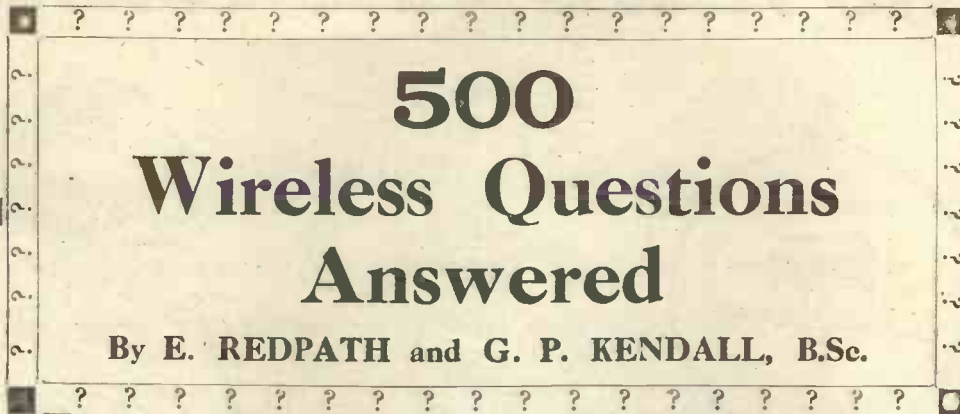 ? ? ? ? ? ? ? ? ? ? ? ? ? ? ? ? ?
500
Wireless Questions
Answered
By E. REDPATH and G. P. KENDALL, B.Sc.
? ? ? ? ? ? ? ? ? ? ? ? ? ? ? ? ?